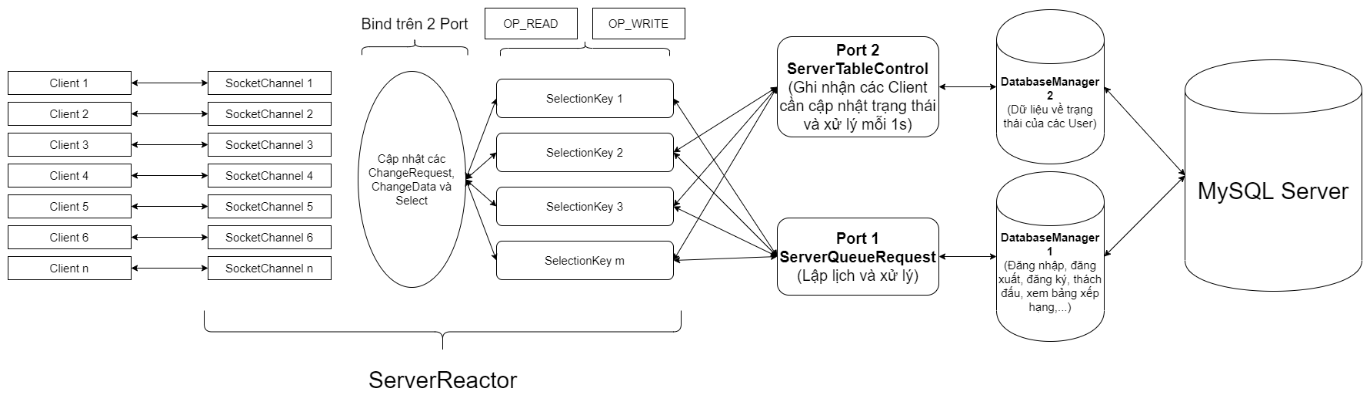 Bind trên 2 Port
OP_READ
OP_WRITE
Client 1
Client 2
Client 3
Client 4
Client 5
Client 6
Client n
SocketChannel 1
SocketChannel 2
SocketChannel 3
SocketChannel 4
SocketChannel 5
SocketChannel 6
SocketChannel n
Cập nhật các
ChangeRequest,
ChangeData và
Select
SelectionKey 1
SelectionKey 2
SelectionKey 3
SelectionKey m
Port 2
ServerTableControl
(Ghi nhận các Client
cần cập nhật trạng thái
và xử lý mỗi 1s)
Port 1
ServerQueueRequest
(Lập lịch và xử lý)
DatabaseManager
2
(Dữ liệu về trạng
thái của các User)
DatabaseManager
1
(Đăng nhập, đăng
xuất, đăng ký, thách
đấu, xem bảng xếp
hạng,...)
MySQL Server
ServerReactor